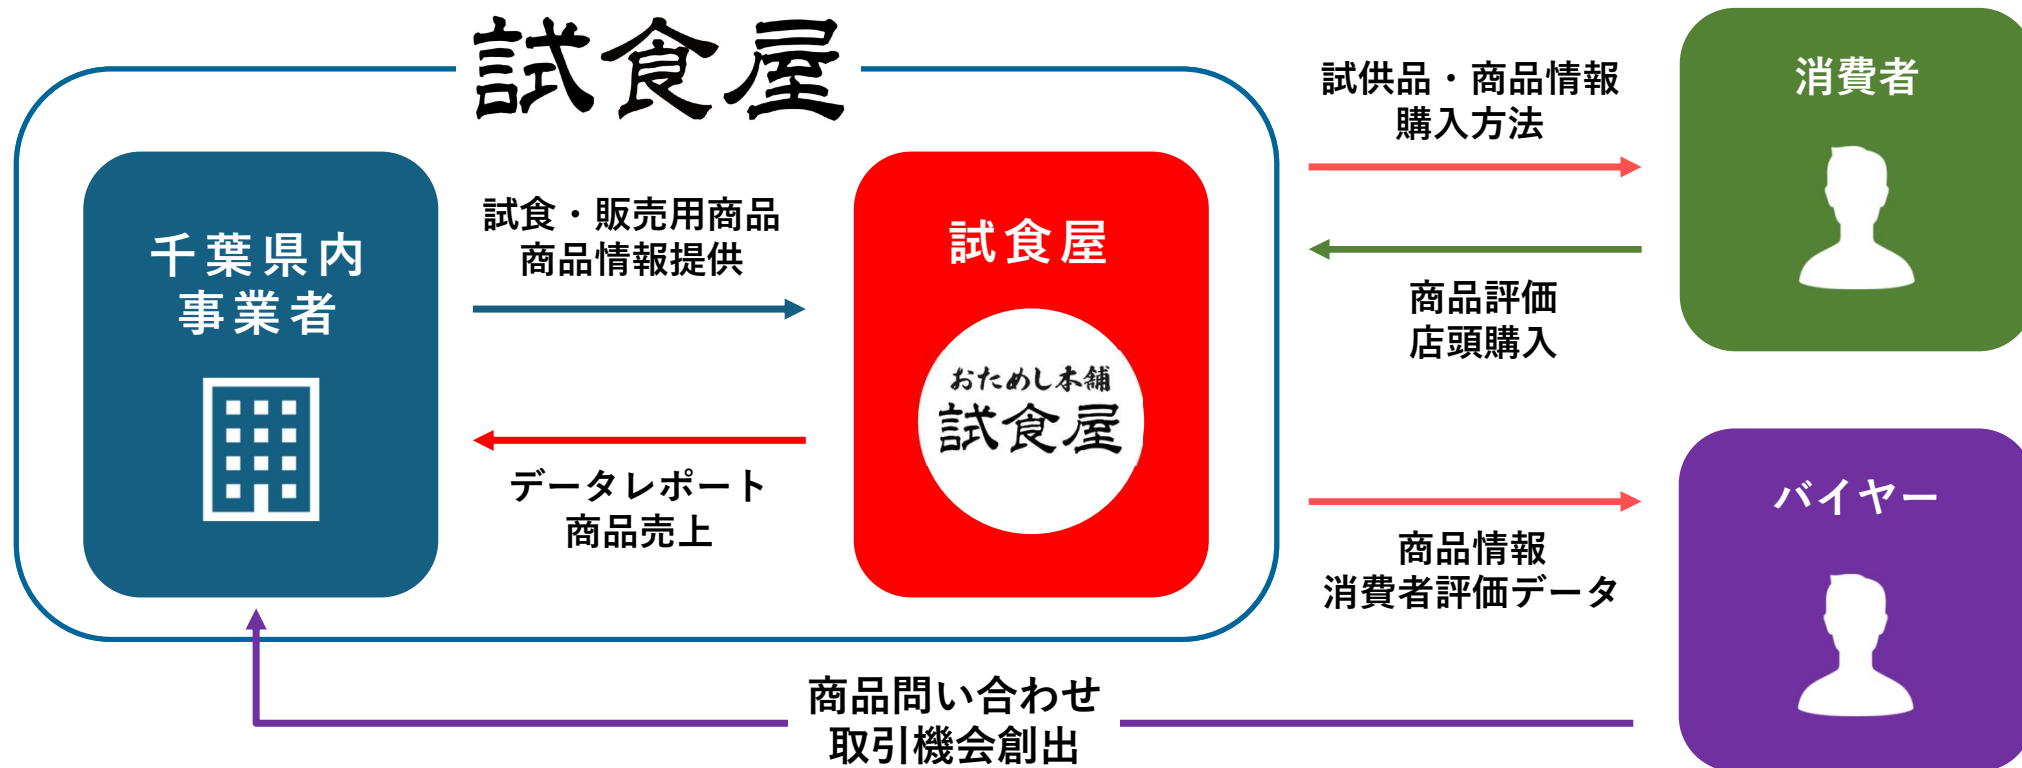 試食屋
千葉県内
事業者
試食・販売用商品
商品情報提供
データレポート
商品売上
試食屋
おためし本舗
試食屋
試供品・商品情報
購入方法
商品評価
店頭購入
消費者
商品情報
消費者評価データ
バイヤー
商品問い合わせ
取引機会創出